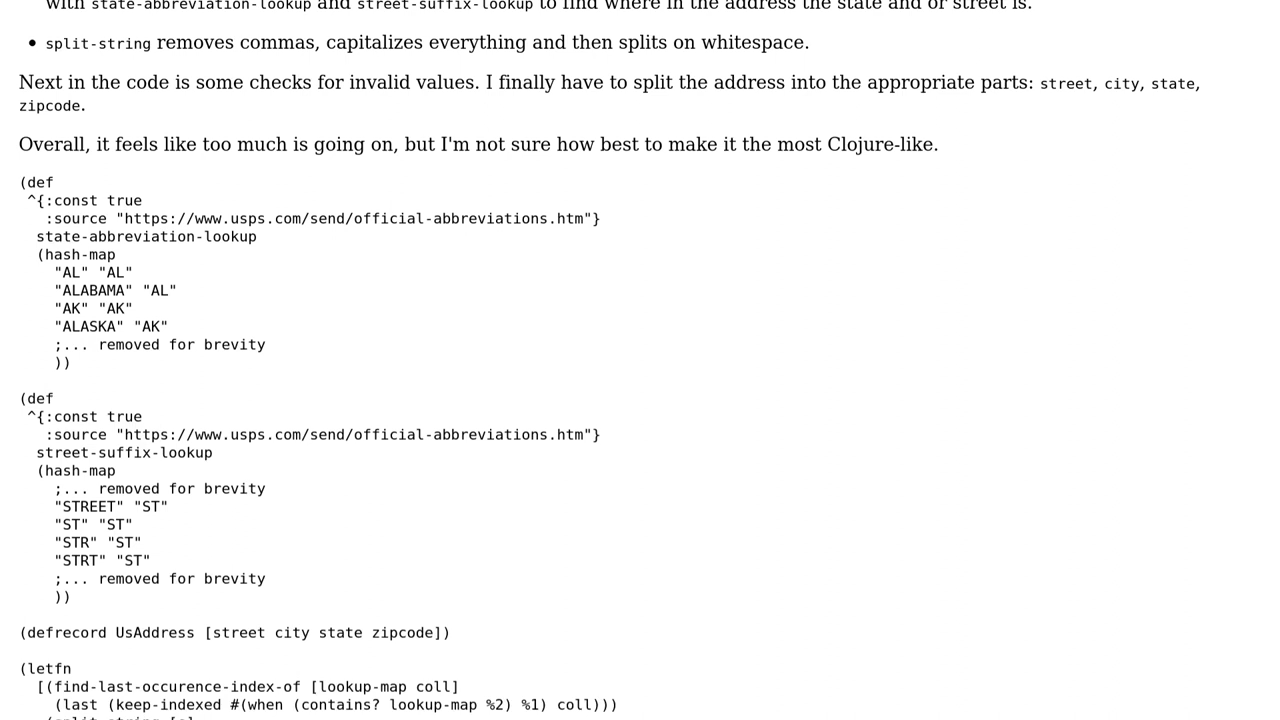 with state-abbreviation-lookup and street-suffix-lookup to find where in the address the state and or street is.
• split-string removes commas, capitalizes everything and then splits on whitespace.
Next in the code is some checks for invalid values. I finally have to split the address into the appropriate parts: street, city, state,
zipcode.
Overall, it feels like too much is going on, but I'm not sure how best to make it the most Clojure-like.
(def
 ^{:const true
   :source "https://www.usps.com/send/official-abbreviations.htm"}
  state-abbreviation-lookup
  (hash-map
    "AL" "AL"
    "ALABAMA" "AL"
    "AK" "AK"
    "ALASKA" "AK"
    ;... removed for brevity
    ))
(def
 ^{:const true
   :source "https://www.usps.com/send/official-abbreviations.htm"}
  street-suffix-lookup
  (hash-map
    ;... removed for brevity
    "STREET" "ST"
    "ST" "ST"
    "STR" "ST"
    "STRT" "ST"
    ;... removed for brevity
    ))
(defrecord UsAddress [street city state zipcode])
(letfn
  [(find-last-occurence-index-of [lookup-map coll]
    (last (keep-indexed #(when (contains? lookup-map %2) %1) coll)))
   (split-string [s]